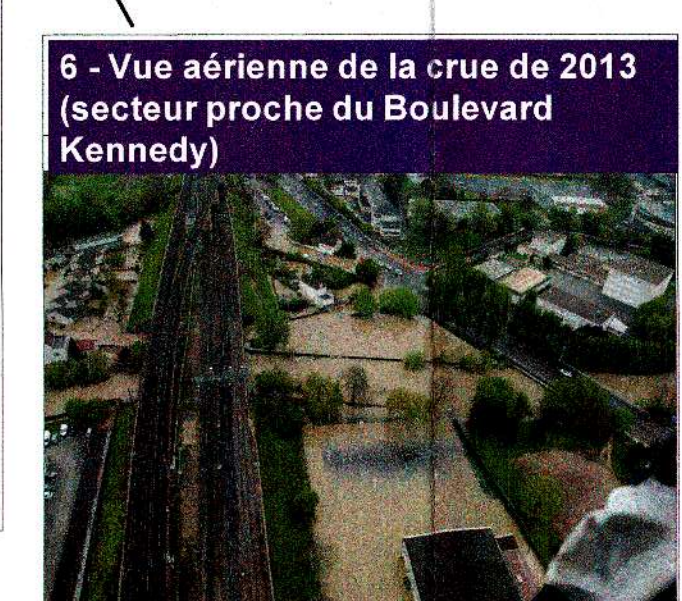 6 - Vue aérienne de la crue de 2013
(secteur proche du Boulevard
Kennedy)